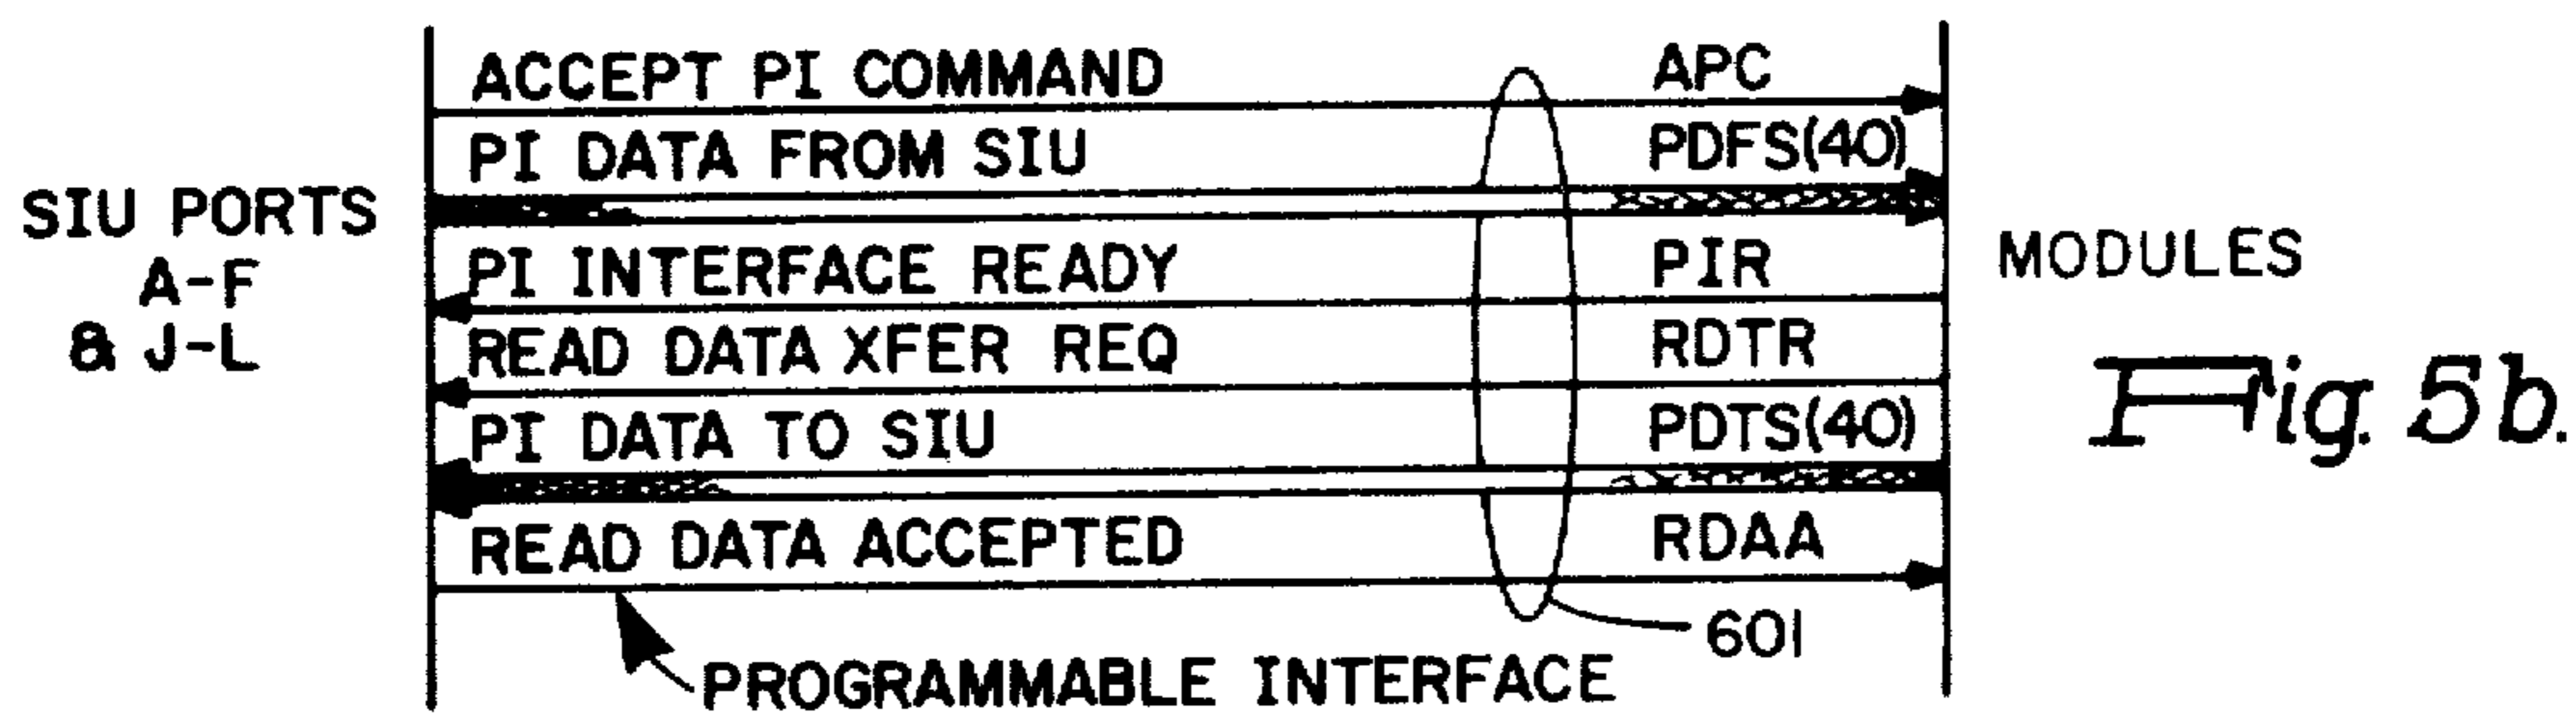 ACCEPT PI COMMAND APC
PI DATA FROM SIU PDFS(40)
SIU PORTS
A-F
& J-L
PI INTERFACE READY PIR
MODULES
READ DATA XFER REQ RDTR
PI DATA TO SIU PDTS(40)
READ DATA ACCEPTED RDAA
601
PROGRAMMABLE INTERFACE
Fig. 5b.